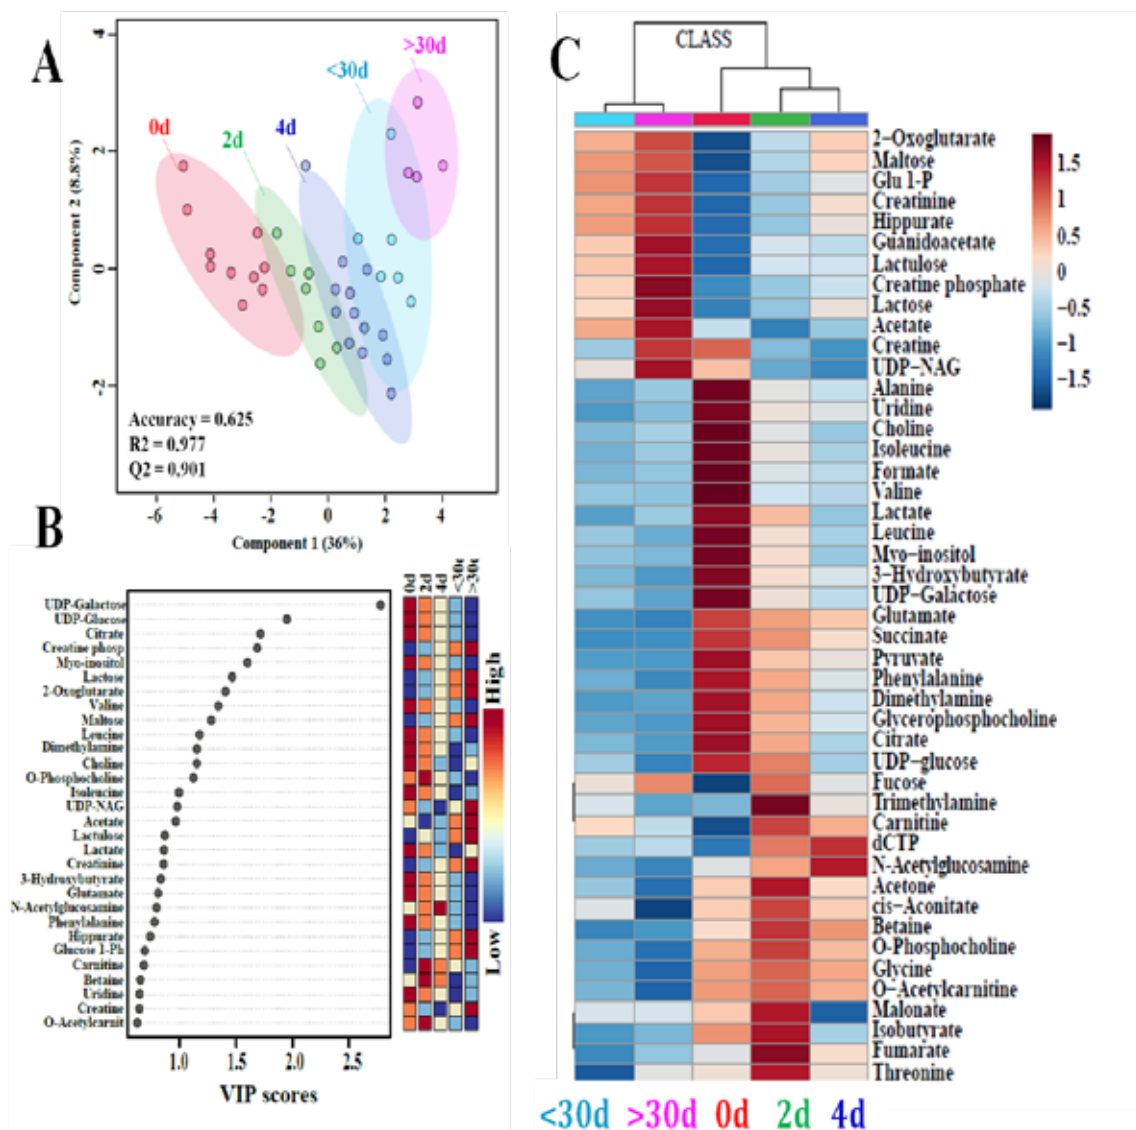 A
>30d
<30d
0d
2d
4d
Component 2 (8.8%)
4
2
0
-2
Accuracy = 0.625
R2 = 0.977
Q2 = 0.901
-6
-4
-2
0
2
4
Component 1 (36%)
B
0d
2d
4d
<30d
>30d
UDP-Galactose
UDP-Glucose
Citrate
Creatine phosp
Myo-inositol
Lactose
2-Oxoglutarate
Valine
Maltose
Leucine
Dimethylamine
Choline
O-Phosphocholine
Isoleucine
UDP-NAG
Acetate
Lactulose
Lactate
Creatinine
3-Hydroxybutyrate
Glutamate
N-Acetylglucosamine
Phenylalanine
Hippurate
Glucose 1-Ph
Carnitine
Betaine
Uridine
Creatine
O-Acetylcarnit
High
Low
1.0
1.5
2.0
2.5
VIP scores
C
CLASS
2-Oxoglutarate
Maltose
Glu 1-P
Creatinine
Hippurate
Guanidoacetate
Lactulose
Creatine phosphate
Lactose
Acetate
Creatine
UDP-NAG
Alanine
Uridine
Choline
Isoleucine
Formate
Valine
Lactate
Leucine
Myo-inositol
3-Hydroxybutyrate
UDP-Galactose
Glutamate
Succinate
Pyruvate
Phenylalanine
Dimethylamine
Glycerophosphocholine
Citrate
UDP-glucose
Fucose
Trimethylamine
Carnitine
dCTP
N-Acetylglucosamine
Acetone
cis-Aconitate
Betaine
O-Phosphocholine
Glycine
O-Acetylcarnitine
Malonate
Isobutyrate
Fumarate
Threonine
1.5
1
0.5
0
-0.5
-1
-1.5
<30d
>30d
0d
2d
4d